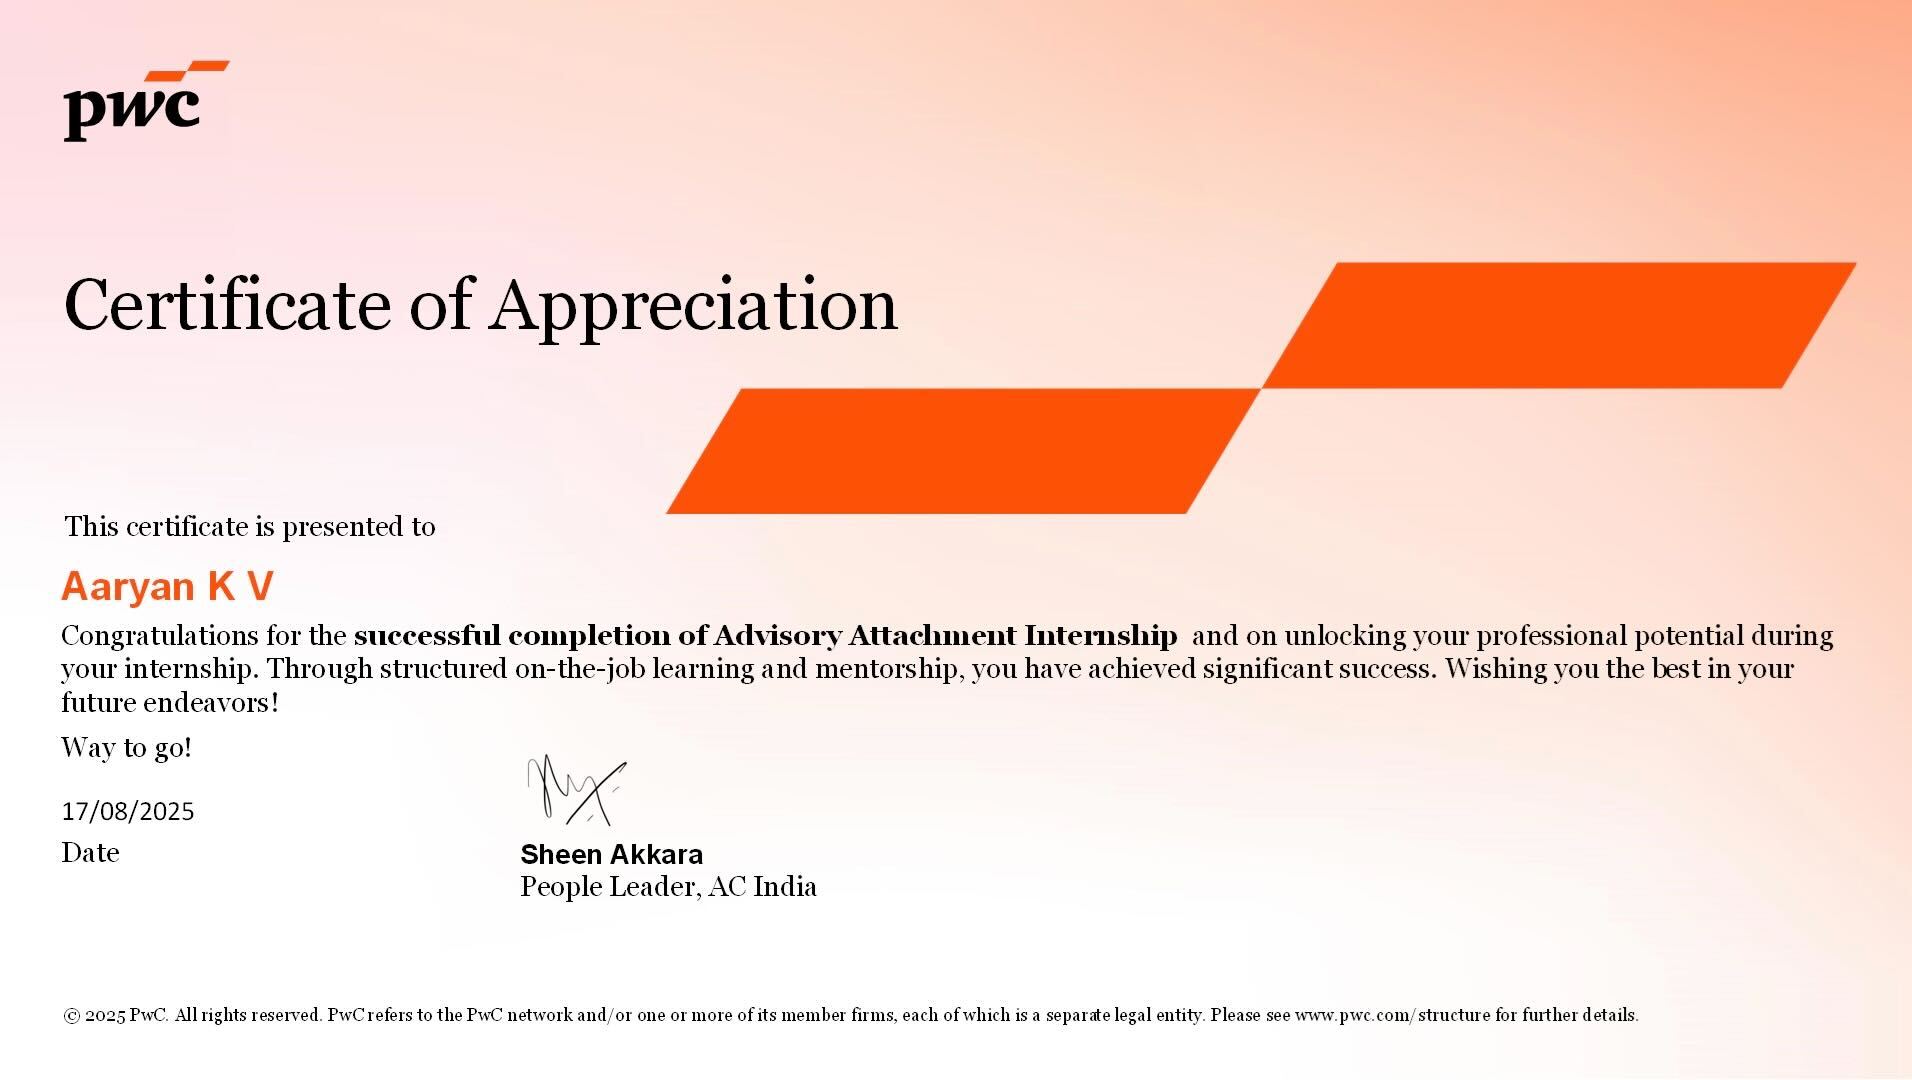 pwc
Certificate of Appreciation
This certificate is presented to
Aaryan K V
Congratulations for the successful completion of Advisory Attachment Internship and on unlocking your professional potential during
your internship. Through structured on-the-job learning and mentorship, you have achieved significant success. Wishing you the best in your
future endeavors!
Way to go!
17/08/2025
Date
Sheen Akkara
People Leader, AC India
© 2025 PwC. All rights reserved. PwC refers to the PwC network and/or one or more of its member firms, each of which is a separate legal entity. Please see www.pwc.com/structure for further details.